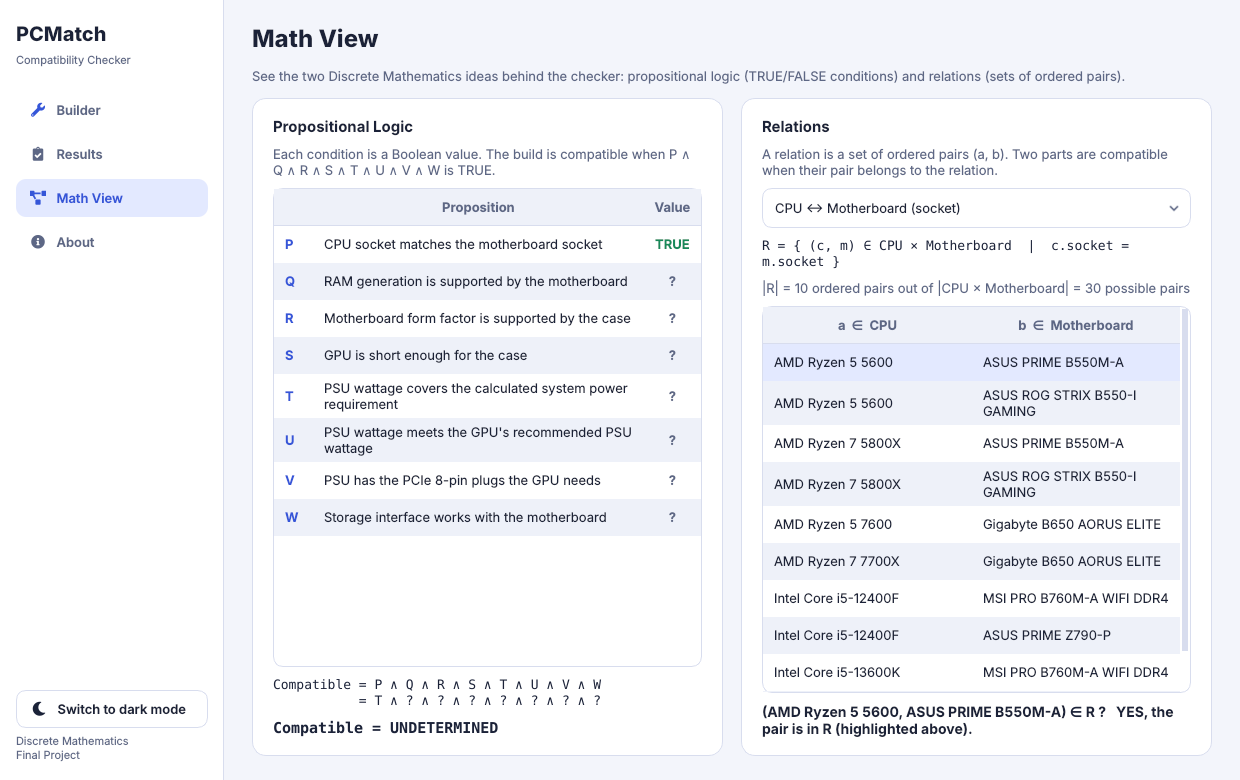 PCMatch
Compatibility Checker
Builder
Results
Math View
About
Switch to dark mode
Discrete Mathematics
Final Project
Math View
See the two Discrete Mathematics ideas behind the checker: propositional logic (TRUE/FALSE conditions) and relations (sets of ordered pairs).
Propositional Logic
Each condition is a Boolean value. The build is compatible when P ∧
Q ∧ R ∧ S ∧ T ∧ U ∧ V ∧ W is TRUE.
Proposition Value
P CPU socket matches the motherboard socket TRUE
Q RAM generation is supported by the motherboard ?
R Motherboard form factor is supported by the case ?
S GPU is short enough for the case ?
T PSU wattage covers the calculated system power
requirement ?
U PSU wattage meets the GPU's recommended PSU
wattage ?
V PSU has the PCIe 8-pin plugs the GPU needs ?
W Storage interface works with the motherboard ?
Compatible = P ∧ Q ∧ R ∧ S ∧ T ∧ U ∧ V ∧ W
= T ∧ ? ∧ ? ∧ ? ∧ ? ∧ ? ∧ ? ∧ ?
Compatible = UNDETERMINED
Relations
A relation is a set of ordered pairs (a, b). Two parts are compatible
when their pair belongs to the relation.
CPU ↔ Motherboard (socket)
R = { (c, m) ∈ CPU × Motherboard | c.socket =
m.socket }
|R| = 10 ordered pairs out of |CPU × Motherboard| = 30 possible pairs
a ∈ CPU b ∈ Motherboard
AMD Ryzen 5 5600 ASUS PRIME B550M-A
AMD Ryzen 5 5600 ASUS ROG STRIX B550-I
GAMING
AMD Ryzen 7 5800X ASUS PRIME B550M-A
AMD Ryzen 7 5800X ASUS ROG STRIX B550-I
GAMING
AMD Ryzen 5 7600 Gigabyte B650 AORUS ELITE
AMD Ryzen 7 7700X Gigabyte B650 AORUS ELITE
Intel Core i5-12400F MSI PRO B760M-A WIFI DDR4
Intel Core i5-12400F ASUS PRIME Z790-P
Intel Core i5-13600K MSI PRO B760M-A WIFI DDR4
(AMD Ryzen 5 5600, ASUS PRIME B550M-A) ∈ R ? YES, the
pair is in R (highlighted above).